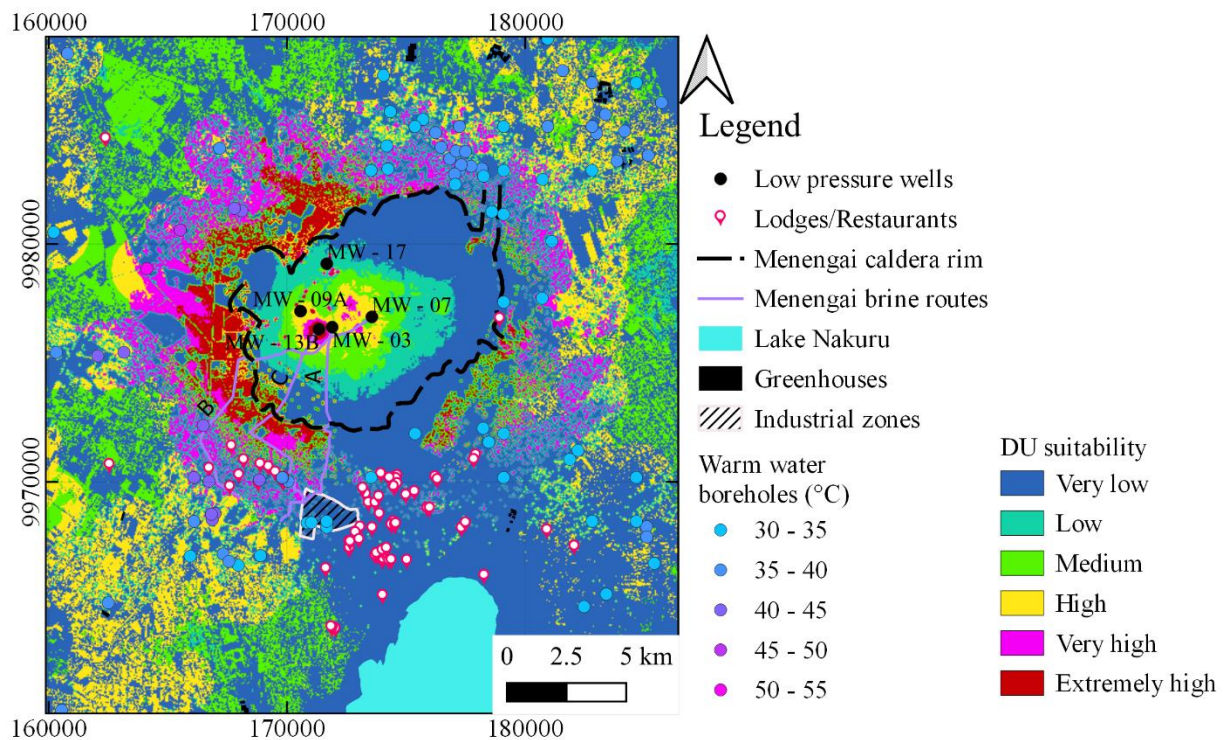 160000 170000 180000
9980000
9970000
MW - 17
MW - 09A
MW - 07
MW - 13B
MW - 03
C
A
B
0 2.5 5 km
160000 170000 180000
Legend
Low pressure wells
Lodges/Restaurants
Menengai caldera rim
Menengai brine routes
Lake Nakuru
Greenhouses
Industrial zones
Warm water
boreholes (°C)
30 - 35
35 - 40
40 - 45
45 - 50
50 - 55
DU suitability
Very low
Low
Medium
High
Very high
Extremely high